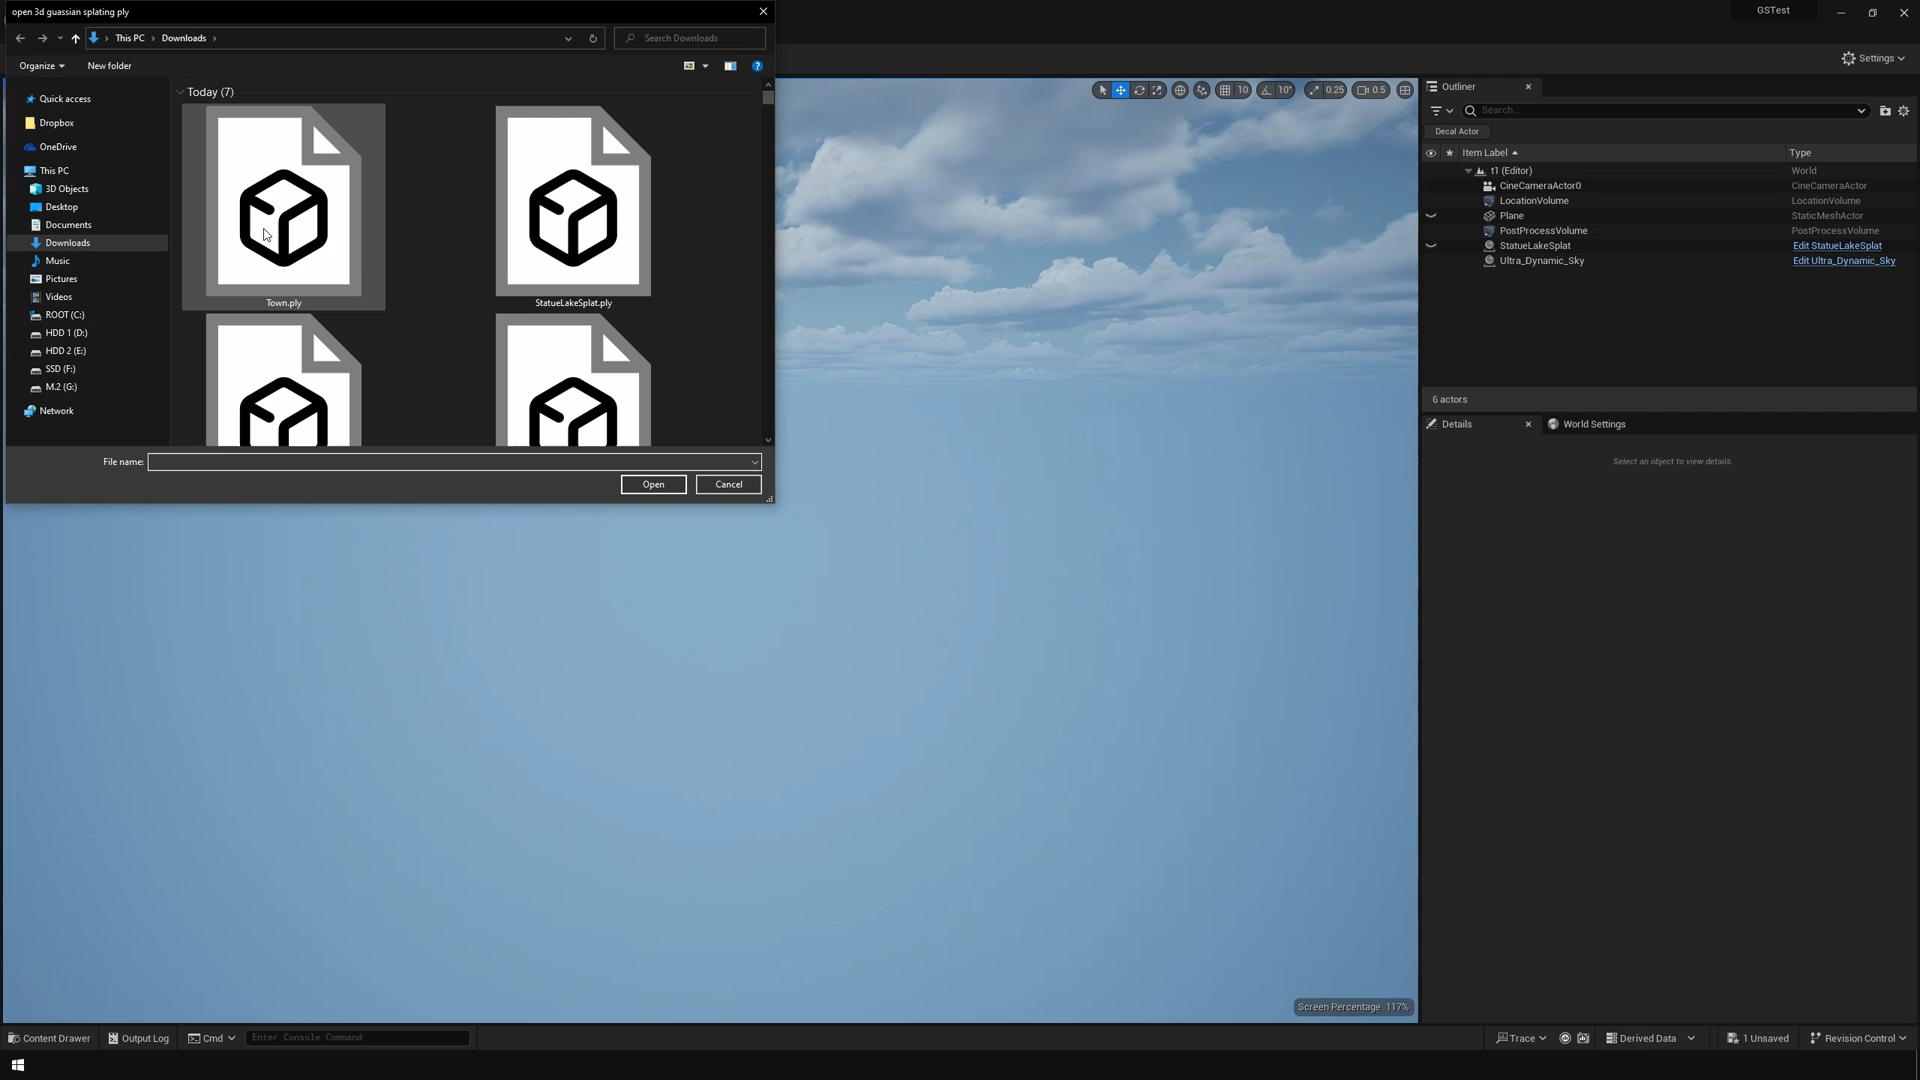 open 3d guassian splating ply
GSTest
This PC
Downloads
Search Downloads
Organize
New folder
Settings
Quick access
Dropbox
OneDrive
This PC
3D Objects
Desktop
Documents
Downloads
Music
Pictures
Videos
ROOT (C:)
HDD 1 (D:)
HDD 2 (E:)
SSD (F:)
M.2 (G:)
Network
Today (7)
Town.ply
StatueLakeSplat.ply
File name:
Open
Cancel
10
10°
0.25
0.5
Outliner
Search...
Decal Actor
Item Label
Type
t1 (Editor)
World
CineCameraActor0
CineCameraActor
LocationVolume
LocationVolume
Plane
StaticMeshActor
PostProcessVolume
PostProcessVolume
StatueLakeSplat
Edit StatueLakeSplat
Ultra_Dynamic_Sky
Edit Ultra_Dynamic_Sky
6 actors
Details
World Settings
Select an object to view details.
Screen Percentage 117%
Content Drawer
Output Log
Cmd
Enter Console Command
Trace
Derived Data
1 Unsaved
Revision Control